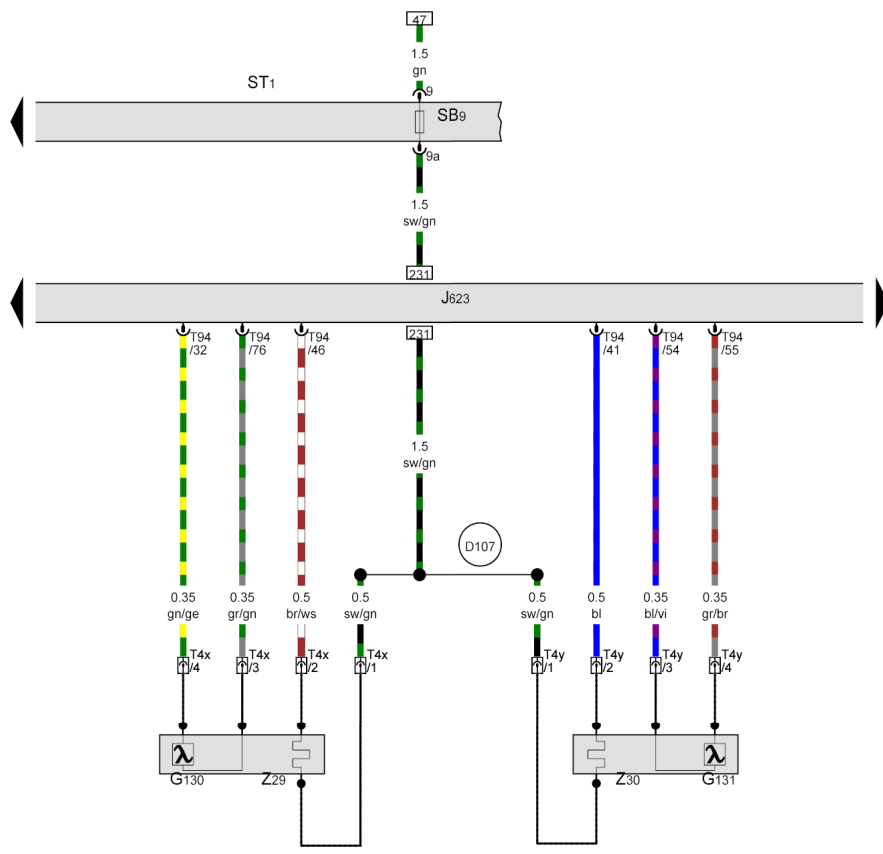 47
1.5
gn
9
ST1
SB9
9a
1.5
sw/gn
231
J623
T94
/32
T94
/76
T94
/46
231
T94
/41
T94
/54
T94
/55
1.5
sw/gn
D107
0.35
gn/ge
0.35
gr/gn
0.5
br/ws
0.5
sw/gn
0.5
sw/gn
0.5
bl
0.35
bl/vi
0.35
gr/br
T4x
/4
T4x
/3
T4x
/2
T4x
/1
T4y
/1
T4y
/2
T4y
/3
T4y
/4
λ
G130
Z29
Z30
λ
G131